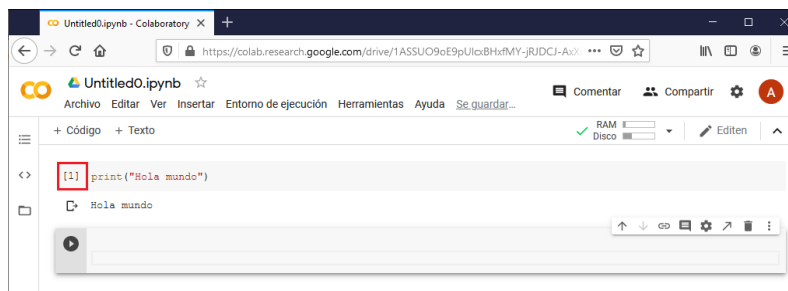 Untitled0.ipynb - Colaboratory
https://colab.research.google.com/drive/1ASSUO9oE9pUlcxBHxfMY-jRJDCJ-AxX
Untitled0.ipynb
Comentar Compartir A
Archivo Editar Ver Insertar Entorno de ejecución Herramientas Ayuda Se guardar...
+ Código + Texto RAM Disco Editen
[1] print("Hola mundo")
Hola mundo